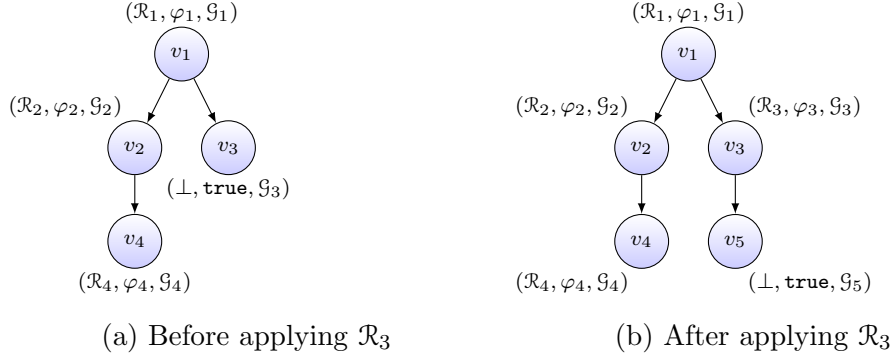 (ℛ₁, φ₁, 𝒢₁) (ℛ₁, φ₁, 𝒢₁)
v₁ v₁
(ℛ₂, φ₂, 𝒢₂) (ℛ₂, φ₂, 𝒢₂) (ℛ₃, φ₃, 𝒢₃)
v₂ v₃ v₂ v₃
(⊥, true, 𝒢₃)
v₄ v₄ v₅
(ℛ₄, φ₄, 𝒢₄) (ℛ₄, φ₄, 𝒢₄) (⊥, true, 𝒢₅)
(a) Before applying ℛ₃ (b) After applying ℛ₃